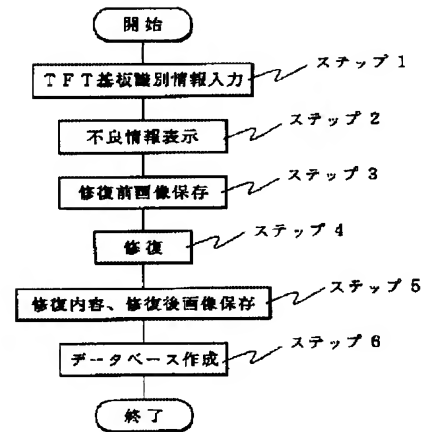 開始
TFT基板識別情報入力
ステップ1
不良情報表示
ステップ2
修復前画像保存
ステップ3
修復
ステップ4
修復内容、修復後画像保存
ステップ5
データベース作成
ステップ6
終了